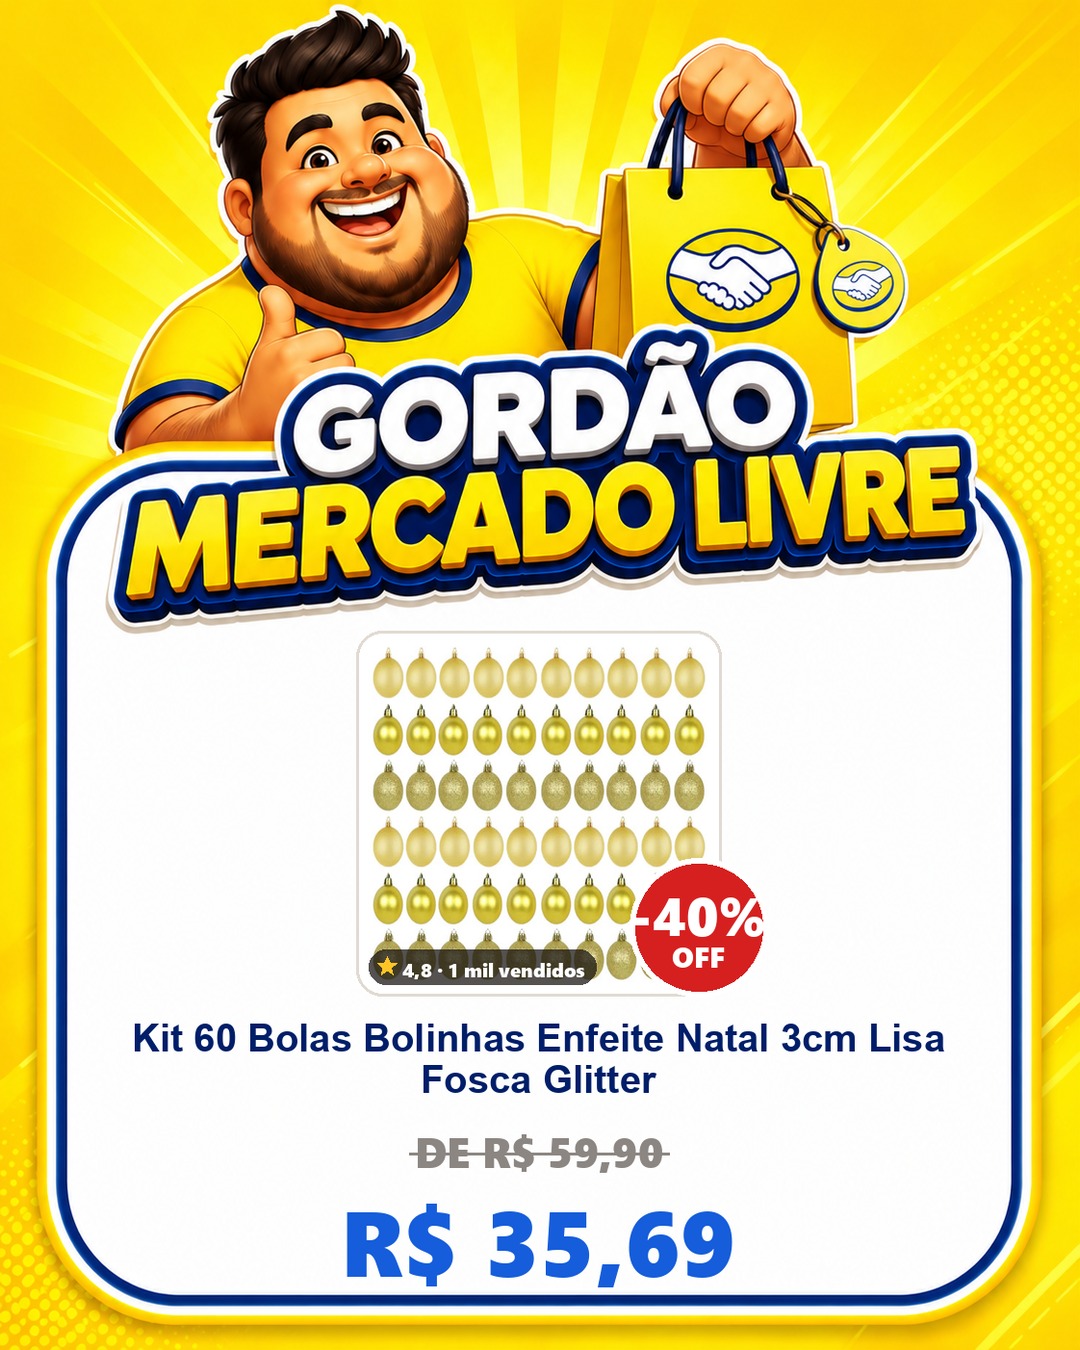 GORDÃO
MERCADO LIVRE
4,8 · 1 mil vendidos
-40%
OFF
Kit 60 Bolas Bolinhas Enfeite Natal 3cm Lisa
Fosca Glitter
DE R$ 59,90
R$ 35,69